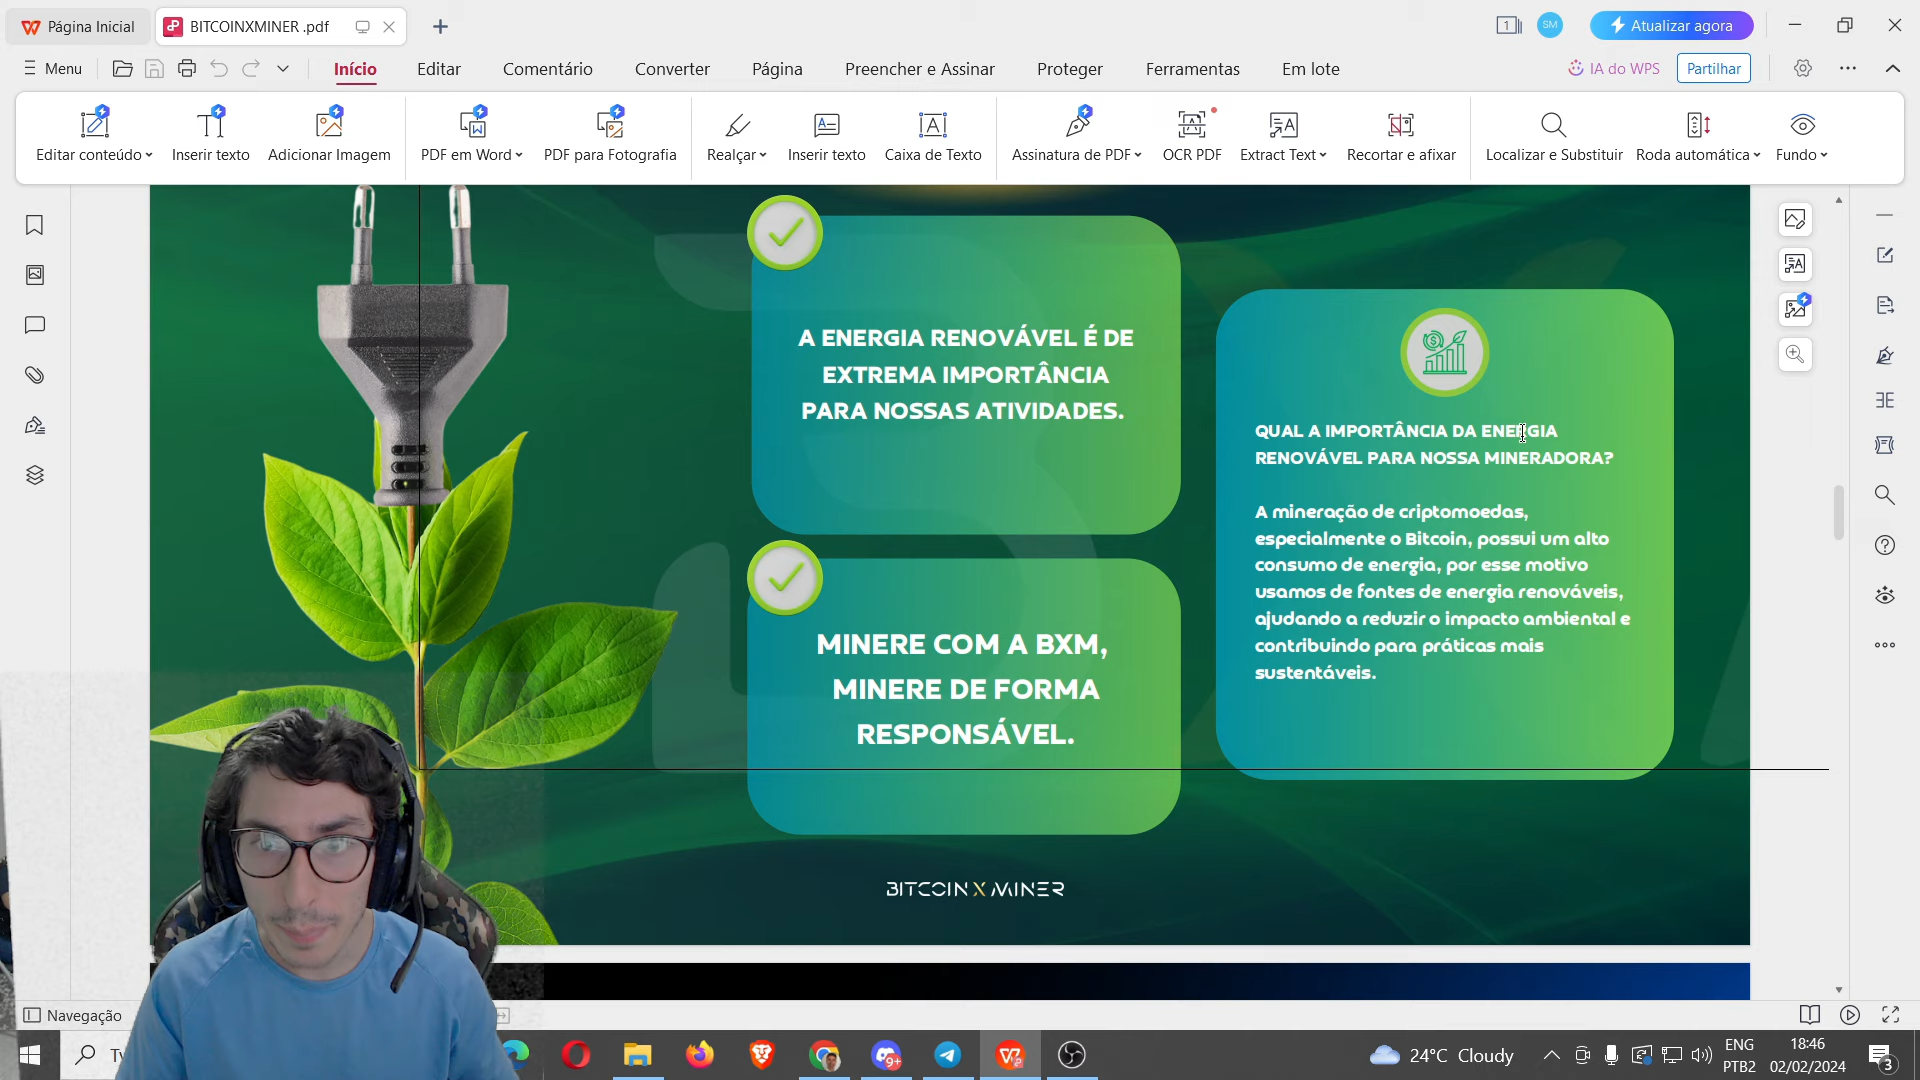 Página Inicial
BITCOINXMINER .pdf
1
SM
Atualizar agora
Menu
Início
Editar
Comentário
Converter
Página
Preencher e Assinar
Proteger
Ferramentas
Em lote
IA do WPS
Partilhar
Editar conteúdo
Inserir texto
Adicionar Imagem
PDF em Word
PDF para Fotografia
Realçar
Inserir texto
Caixa de Texto
Assinatura de PDF
OCR PDF
Extract Text
Recortar e afixar
Localizar e Substituir
Roda automática
Fundo
A ENERGIA RENOVÁVEL É DE
EXTREMA IMPORTÂNCIA
PARA NOSSAS ATIVIDADES.
MINERE COM A BXM,
MINERE DE FORMA
RESPONSÁVEL.
QUAL A IMPORTÂNCIA DA ENERGIA
RENOVÁVEL PARA NOSSA MINERADORA?
A mineração de criptomoedas,
especialmente o Bitcoin, possui um alto
consumo de energia, por esse motivo
usamos de fontes de energia renováveis,
ajudando a reduzir o impacto ambiental e
contribuindo para práticas mais
sustentáveis.
BITCOIN X MINER
Navegação
9+
24°C Cloudy
ENG
PTB2
18:46
02/02/2024
3